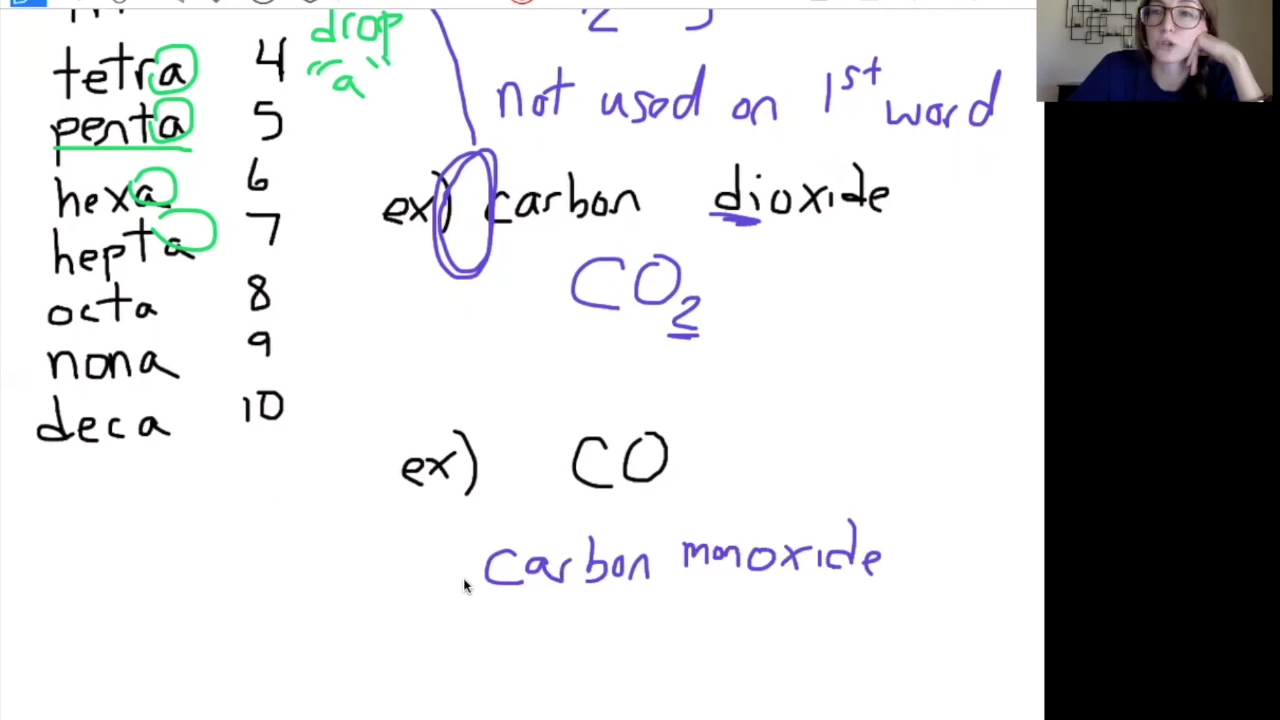 drop
tetra 4
"a"
not used on 1st word
penta 5
hexa 6
ex) carbon dioxide
hepta 7
CO2
octa 8
nona 9
deca 10
ex) CO
carbon monoxide